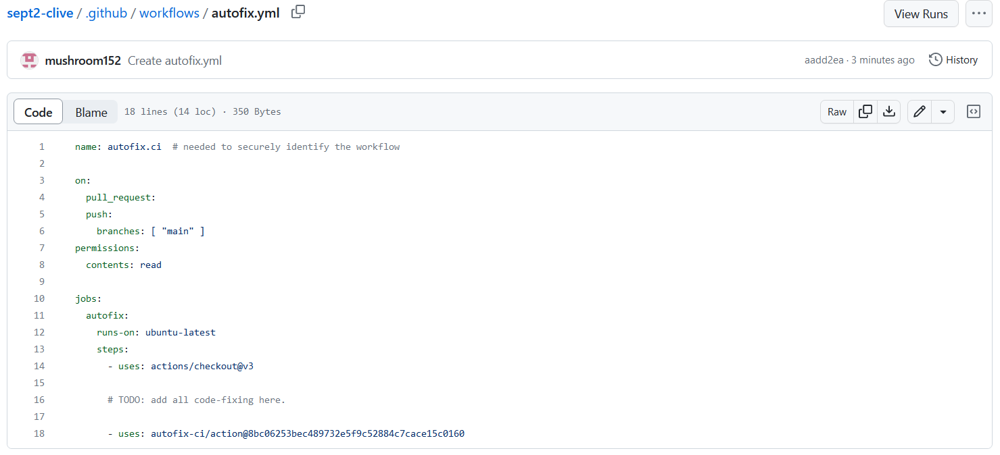 sept2-clive / .github / workflows / autofix.yml
View Runs
mushroom152 Create autofix.yml
aadd2ea · 3 minutes ago
History
Code
Blame
18 lines (14 loc) · 350 Bytes
Raw
1 name: autofix.ci  # needed to securely identify the workflow
2
3 on:
4   pull_request:
5   push:
6     branches: [ "main" ]
7 permissions:
8   contents: read
9
10 jobs:
11   autofix:
12     runs-on: ubuntu-latest
13     steps:
14       - uses: actions/checkout@v3
15
16       # TODO: add all code-fixing here.
17
18       - uses: autofix-ci/action@8bc06253bec489732e5f9c52884c7cace15c0160